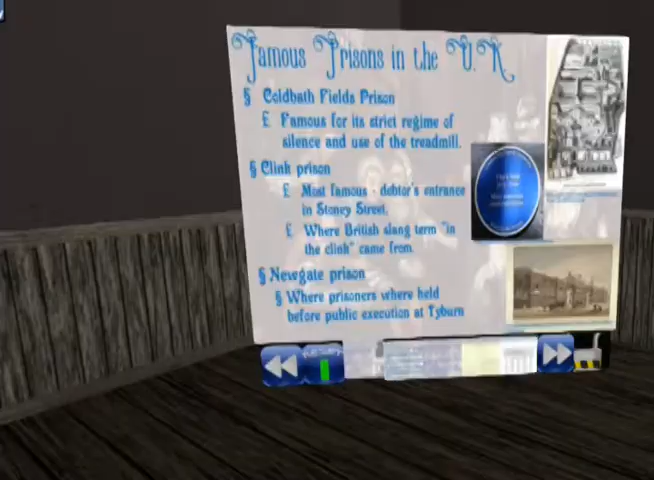 Famous Prisons in the U.K
§ Coldbath Fields Prison
£ Famous for its strict regime of
silence and use of the treadmill.
§ Clink prison
£ Most famous - debtor's entrance
in Stoney Street.
£ Where British slang term "in
the clink" came from.
§ Newgate prison
§ Where prisoners where held
before public execution at Tyburn